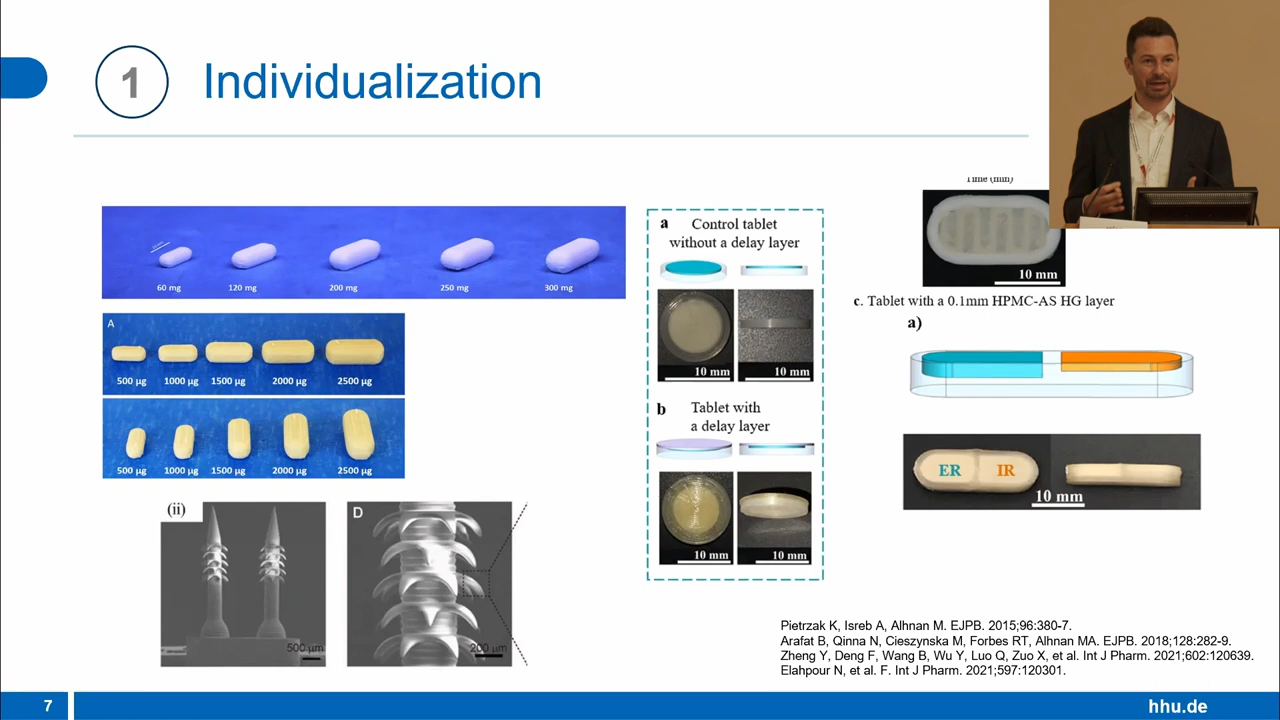 1
Individualization
60 mg
120 mg
200 mg
250 mg
300 mg
A
500 µg
1000 µg
1500 µg
2000 µg
2500 µg
500 µg
1000 µg
1500 µg
2000 µg
2500 µg
(ii)
500 µm
D
200 µm
a
Control tablet
without a delay layer
10 mm
10 mm
b
Tablet with
a delay layer
10 mm
10 mm
Time (min)
10 mm
c. Tablet with a 0.1mm HPMC-AS HG layer
a)
ER
IR
10 mm
Pietrzak K, Isreb A, Alhnan M. EJPB. 2015;96:380-7.
Arafat B, Qinna N, Cieszynska M, Forbes RT, Alhnan MA. EJPB. 2018;128:282-9.
Zheng Y, Deng F, Wang B, Wu Y, Luo Q, Zuo X, et al. Int J Pharm. 2021;602:120639.
Elahpour N, et al. F. Int J Pharm. 2021;597:120301.
7
hhu.de